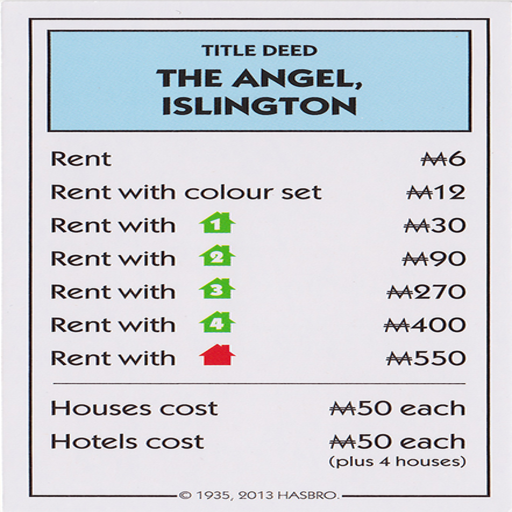 TITLE DEED
THE ANGEL,
ISLINGTON
Rent ₩6
Rent with colour set ₩12
Rent with 1 ₩30
Rent with 2 ₩90
Rent with 3 ₩270
Rent with 4 ₩400
Rent with ₩550
Houses cost ₩50 each
Hotels cost ₩50 each
(plus 4 houses)
© 1935, 2013 HASBRO.